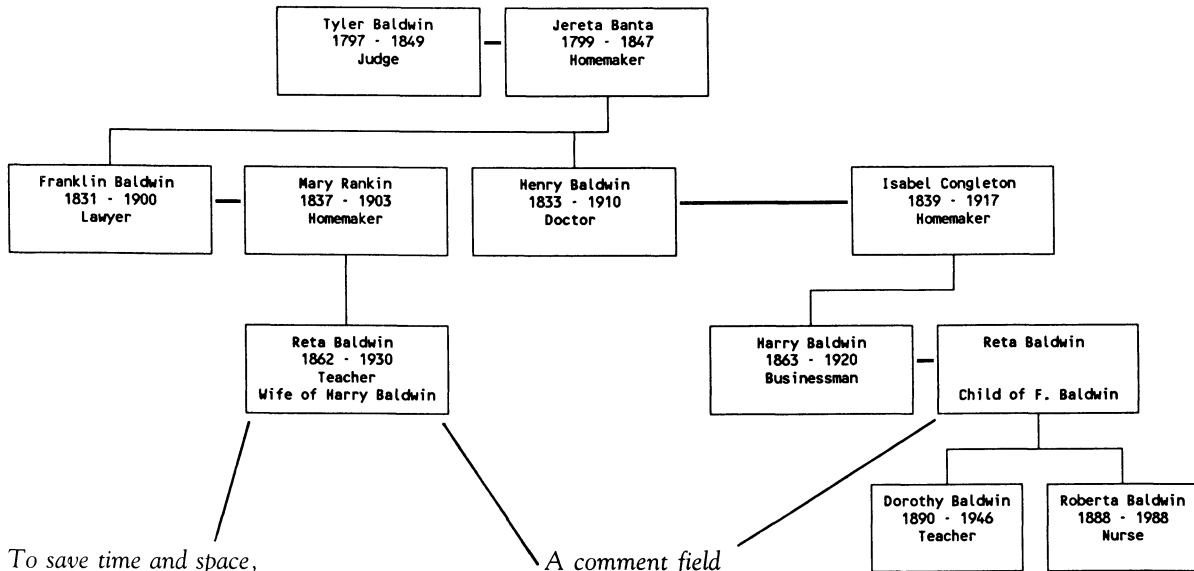 Tyler Baldwin
1797 - 1849
Judge
Jereta Banta
1799 - 1847
Homemaker
Franklin Baldwin
1831 - 1900
Lawyer
Mary Rankin
1837 - 1903
Homemaker
Henry Baldwin
1833 - 1910
Doctor
Isabel Congleton
1839 - 1917
Homemaker
Reta Baldwin
1862 - 1930
Teacher
Wife of Harry Baldwin
Harry Baldwin
1863 - 1920
Businessman
Reta Baldwin
Child of F. Baldwin
Dorothy Baldwin
1890 - 1946
Teacher
Roberta Baldwin
1888 - 1988
Nurse
To save time and space,
A comment field